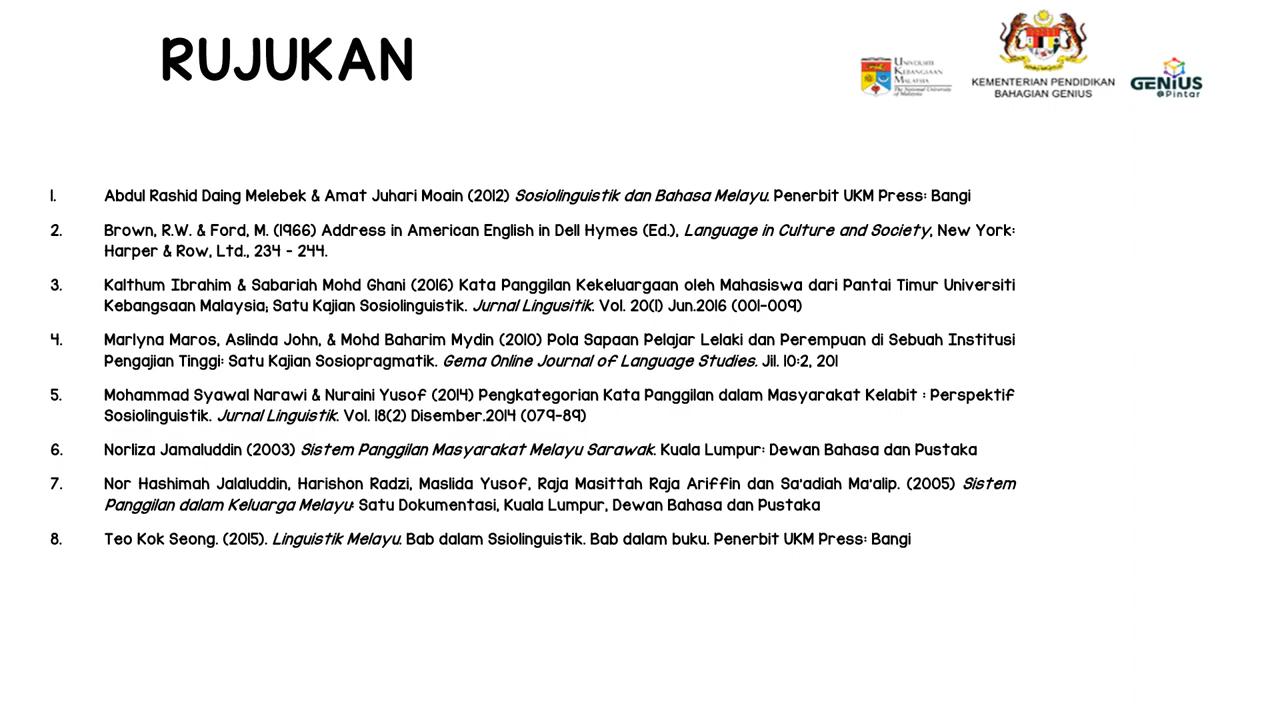 RUJUKAN
UNIVERSITI
KEBANGSAAN
MALAYSIA
The National University
of Malaysia
KEMENTERIAN PENDIDIKAN
BAHAGIAN GENIUS
GENIUS
@Pintar
1. Abdul Rashid Daing Melebek & Amat Juhari Moain (2012) Sosiolinguistik dan Bahasa Melayu. Penerbit UKM Press: Bangi
2. Brown, R.W. & Ford, M. (1966) Address in American English in Dell Hymes (Ed.), Language in Culture and Society, New York:
Harper & Row, Ltd., 234 - 244.
3. Kalthum Ibrahim & Sabariah Mohd Ghani (2016) Kata Panggilan Kekeluargaan oleh Mahasiswa dari Pantai Timur Universiti
Kebangsaan Malaysia; Satu Kajian Sosiolinguistik. Jurnal Lingusitik. Vol. 20(1) Jun.2016 (001-009)
4. Marlyna Maros, Aslinda John, & Mohd Baharim Mydin (2010) Pola Sapaan Pelajar Lelaki dan Perempuan di Sebuah Institusi
Pengajian Tinggi: Satu Kajian Sosiopragmatik. Gema Online Journal of Language Studies. Jil. 10:2, 201
5. Mohammad Syawal Narawi & Nuraini Yusof (2014) Pengkategorian Kata Panggilan dalam Masyarakat Kelabit : Perspektif
Sosiolinguistik. Jurnal Linguistik. Vol. 18(2) Disember.2014 (079-89)
6. Norliza Jamaluddin (2003) Sistem Panggilan Masyarakat Melayu Sarawak. Kuala Lumpur: Dewan Bahasa dan Pustaka
7. Nor Hashimah Jalaluddin, Harishon Radzi, Maslida Yusof, Raja Masittah Raja Ariffin dan Sa'adiah Ma'alip. (2005) Sistem
Panggilan dalam Keluarga Melayu: Satu Dokumentasi, Kuala Lumpur, Dewan Bahasa dan Pustaka
8. Teo Kok Seong. (2015). Linguistik Melayu. Bab dalam Ssiolinguistik. Bab dalam buku. Penerbit UKM Press: Bangi